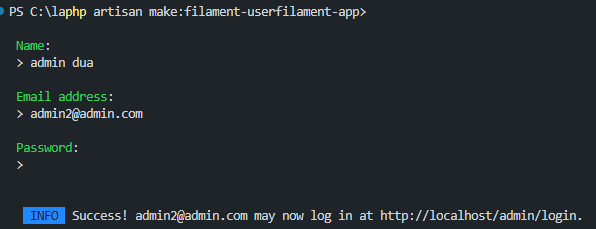 PS C:\laphp artisan make:filament-userfilament-app>
Name:
> admin dua
Email address:
> admin2@admin.com
Password:
>
INFO Success! admin2@admin.com may now log in at http://localhost/admin/login.